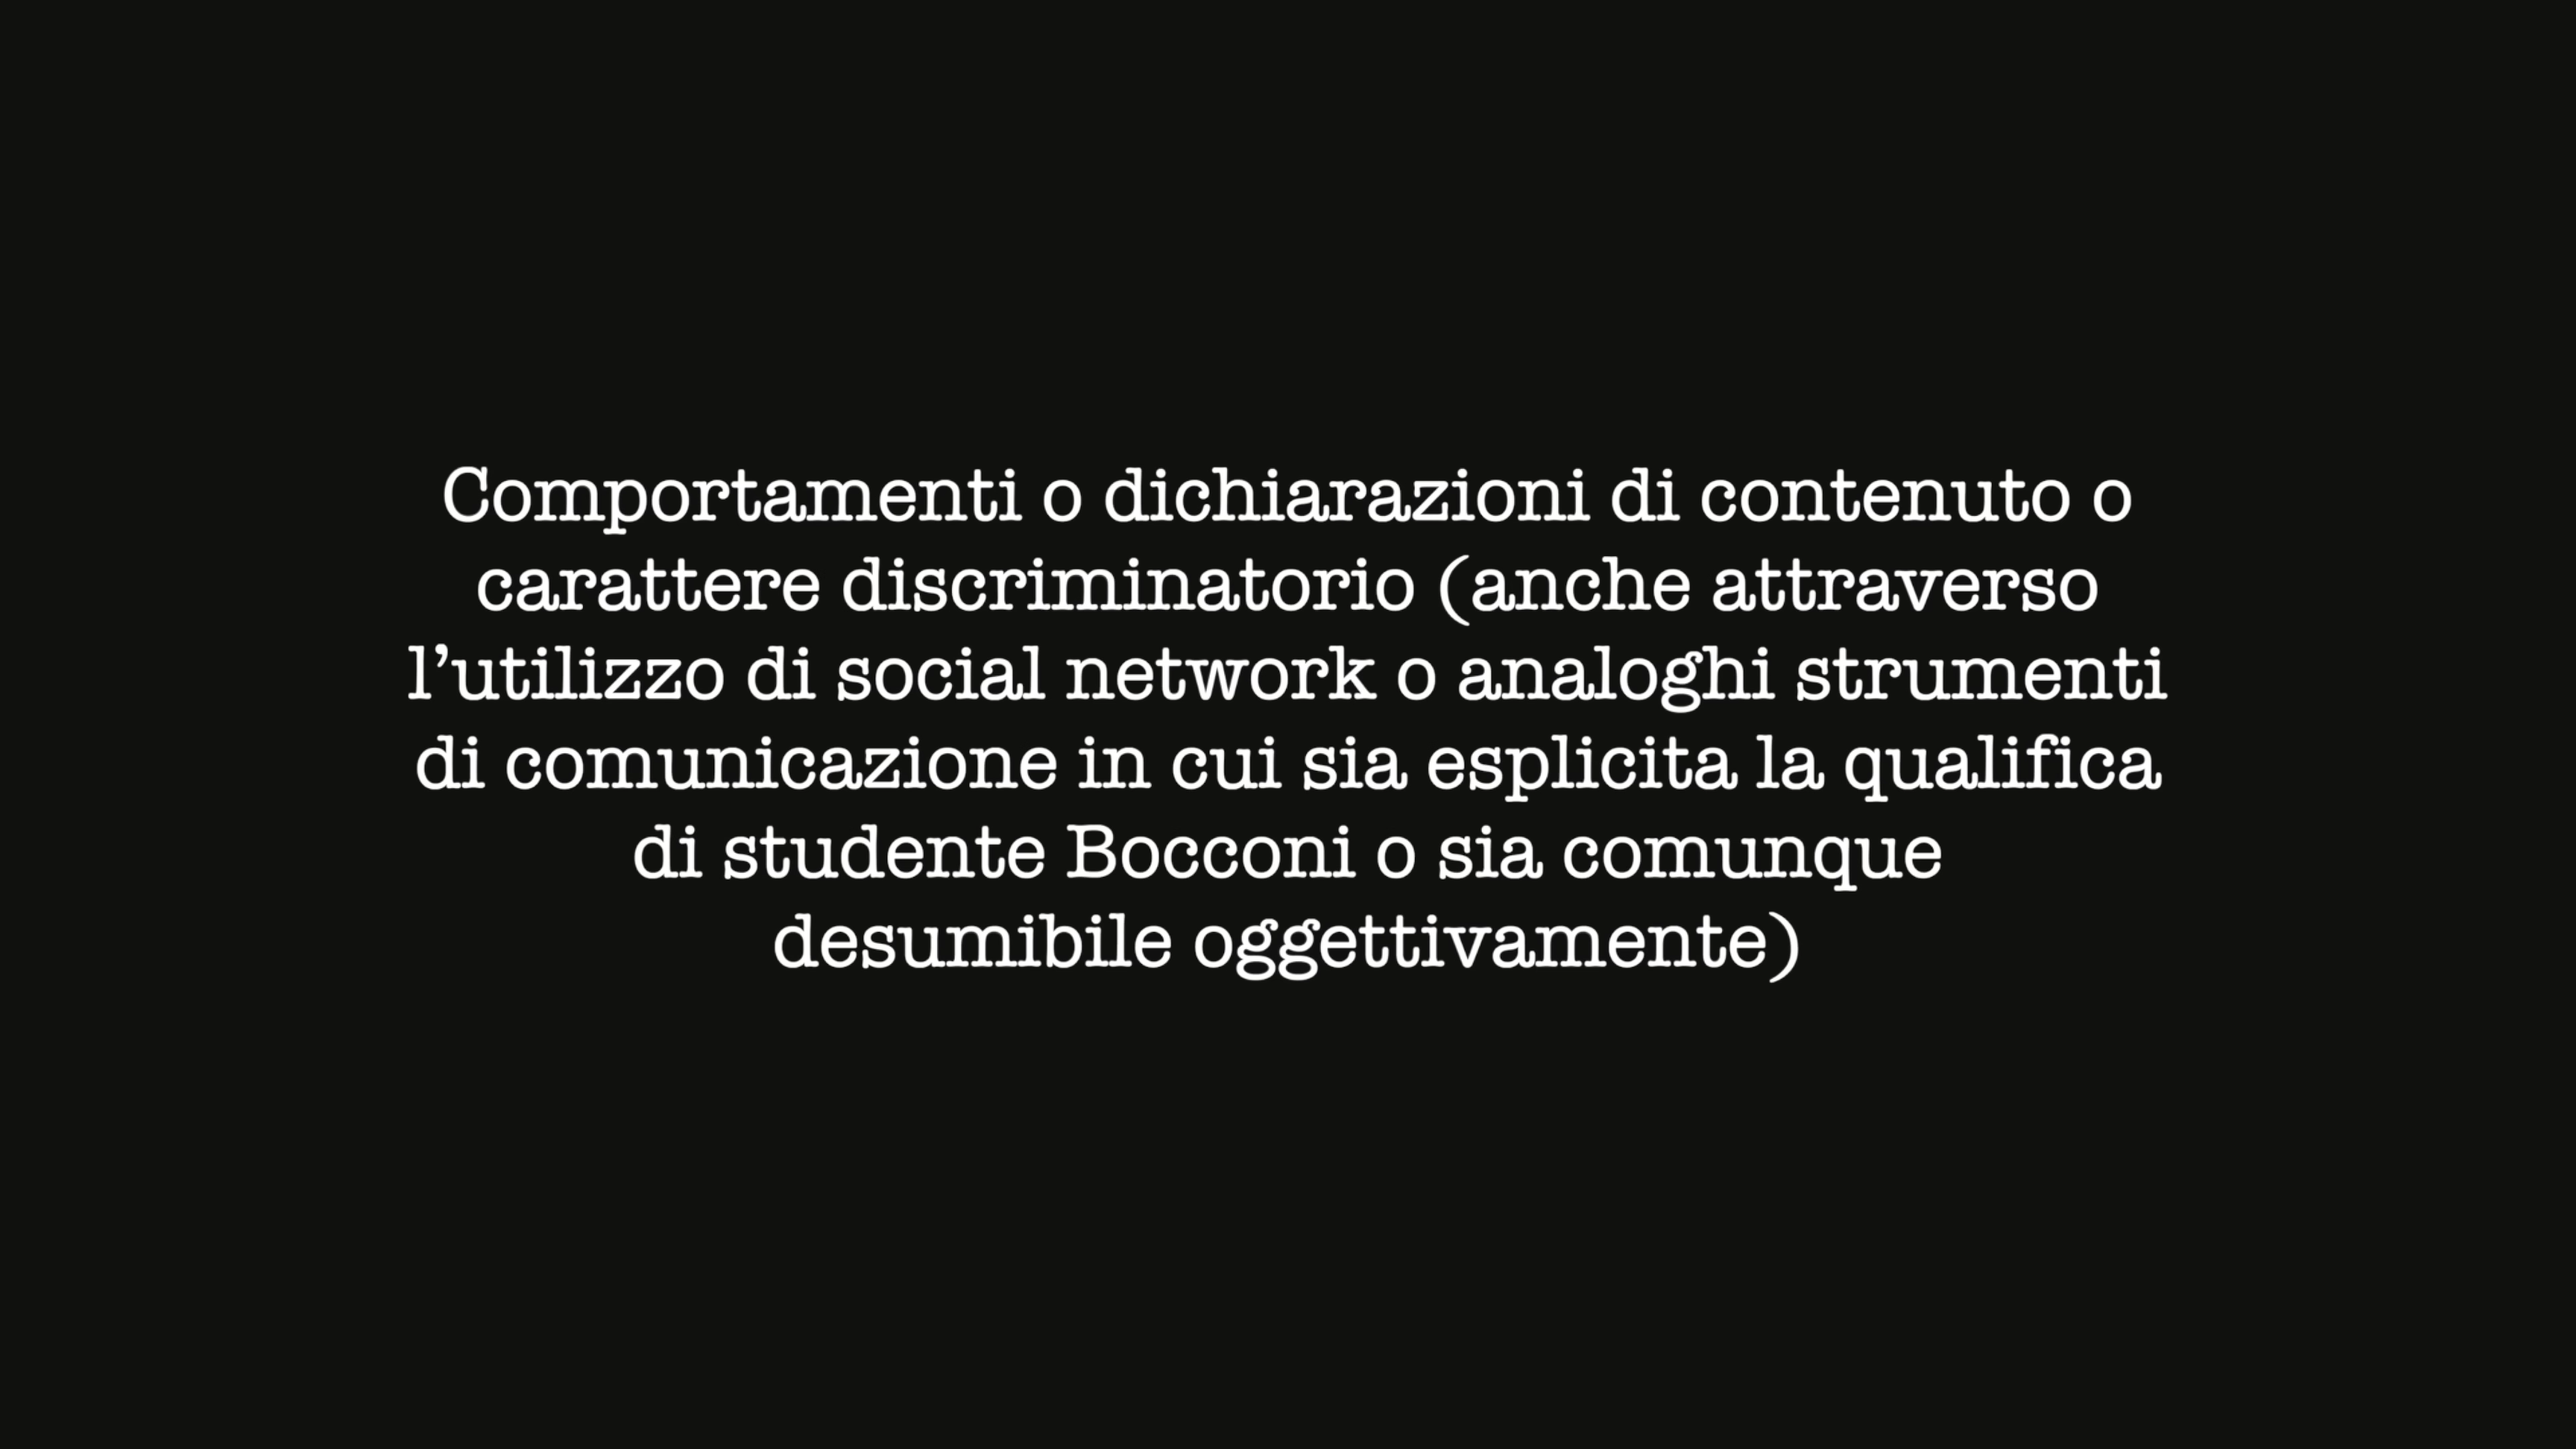 Comportamenti o dichiarazioni di contenuto o
carattere discriminatorio (anche attraverso
l’utilizzo di social network o analoghi strumenti
di comunicazione in cui sia esplicita la qualifica
di studente Bocconi o sia comunque
desumibile oggettivamente)